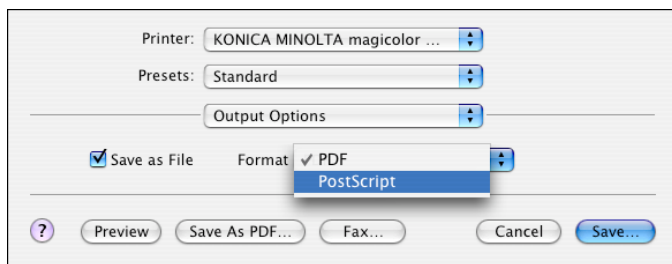 Printer: KONICA MINOLTA magicolor ...
Presets: Standard
Output Options
Save as File Format ✓ PDF
PostScript
? Preview Save As PDF... Fax... Cancel Save...